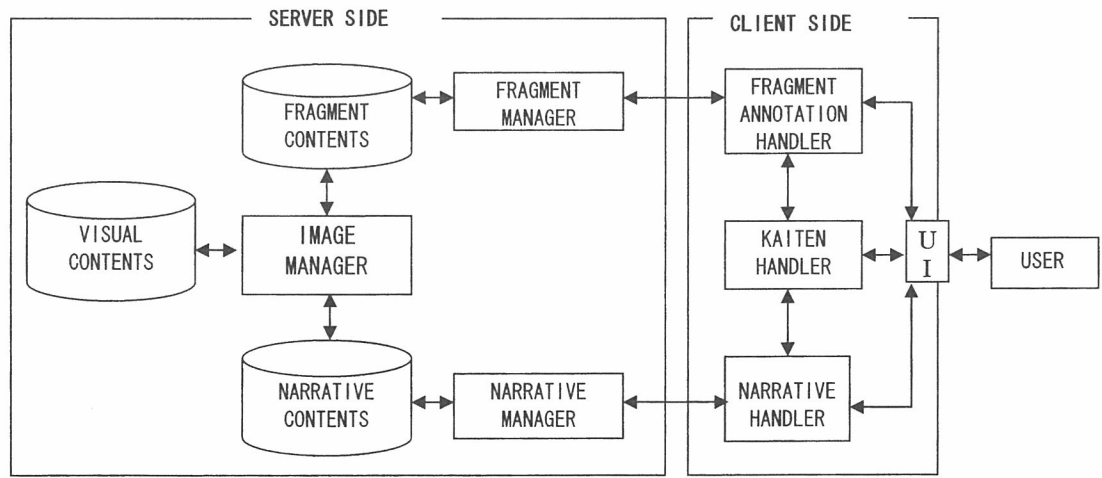 SERVER SIDE
CLIENT SIDE
FRAGMENT
CONTENTS
FRAGMENT
MANAGER
FRAGMENT
ANNOTATION
HANDLER
VISUAL
CONTENTS
IMAGE
MANAGER
KAITEN
HANDLER
U
I
USER
NARRATIVE
CONTENTS
NARRATIVE
MANAGER
NARRATIVE
HANDLER